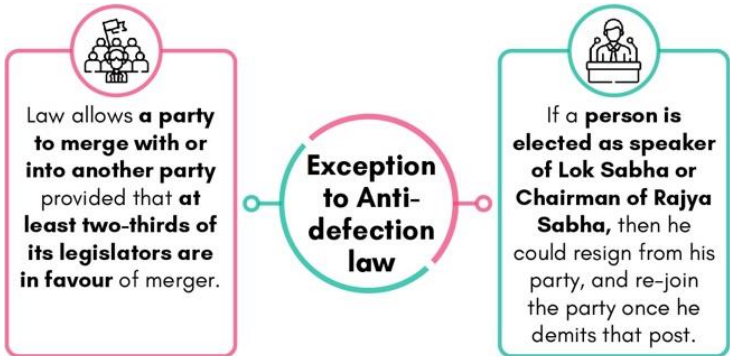 Law allows a party
to merge with or
into another party
provided that at
least two-thirds of
its legislators are
in favour of merger.
Exception
to Anti-
defection
law
If a person is
elected as speaker
of Lok Sabha or
Chairman of Rajya
Sabha, then he
could resign from his
party, and re-join
the party once he
demits that post.